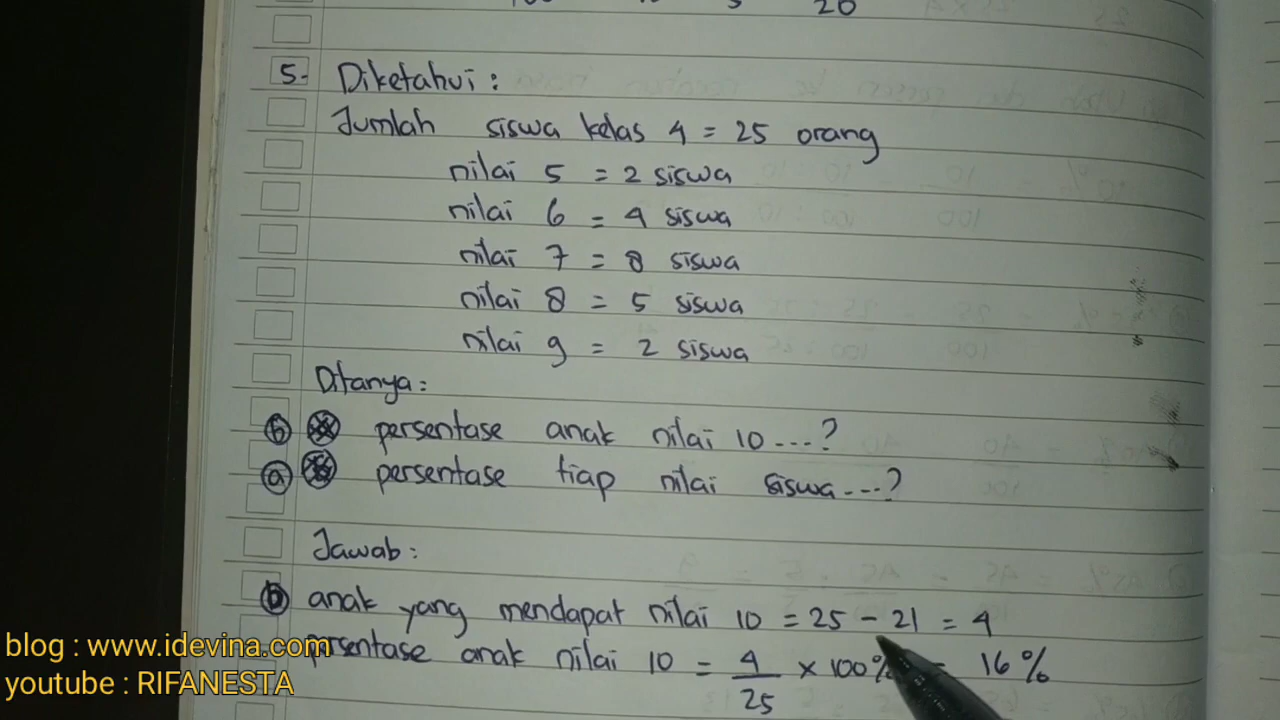 20
5. Diketahui:
Jumlah siswa kelas 4 = 25 orang
nilai 5 = 2 siswa
nilai 6 = 4 siswa
nilai 7 = 8 siswa
nilai 8 = 5 siswa
nilai 9 = 2 siswa
Ditanya:
b persentase anak nilai 10 ...?
a persentase tiap nilai siswa ...?
Jawab:
b anak yang mendapat nilai 10 = 25 - 21 = 4
persentase anak nilai 10 = 4/25 x 100% = 16%
blog : www.idevina.com
youtube : RIFANESTA